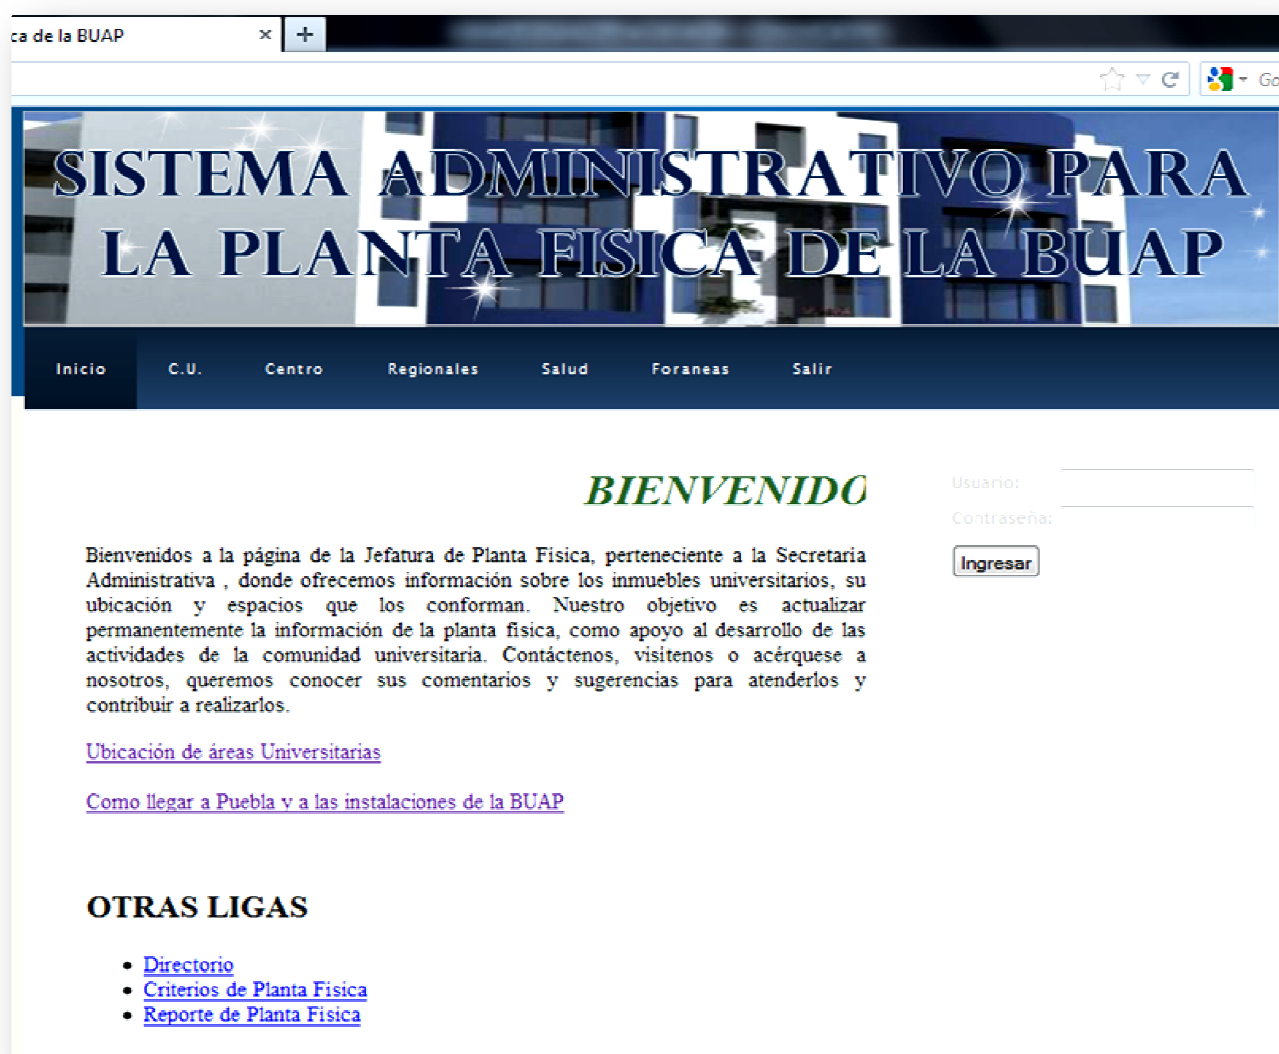 ca de la BUAP
SISTEMA ADMINISTRATIVO PARA
LA PLANTA FISICA DE LA BUAP
Inicio C.U. Centro Regionales Salud Foraneas Salir
BIENVENIDO
Usuario:
Contraseña:
Ingresar
Bienvenidos a la página de la Jefatura de Planta Física, perteneciente a la Secretaría
Administrativa , donde ofrecemos información sobre los inmuebles universitarios, su
ubicación y espacios que los conforman. Nuestro objetivo es actualizar
permanentemente la información de la planta física, como apoyo al desarrollo de las
actividades de la comunidad universitaria. Contáctenos, visítenos o acérquese a
nosotros, queremos conocer sus comentarios y sugerencias para atenderlos y
contribuir a realizarlos.
Ubicación de áreas Universitarias
Como llegar a Puebla y a las instalaciones de la BUAP
OTRAS LIGAS
Directorio
Criterios de Planta Física
Reporte de Planta Física